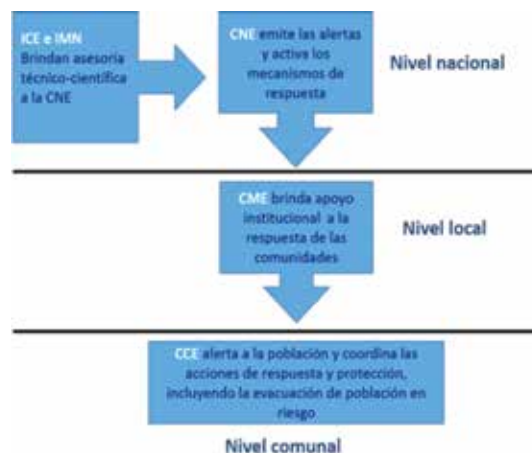 ICE e IMN
Brindan asesoría
técnico-científica
a la CNE
CNE emite las alertas
y activa los
mecanismos de
respuesta
Nivel nacional
CME brinda apoyo
institucional a la
respuesta de las
comunidades
Nivel local
CCE alerta a la población y coordina las
acciones de respuesta y protección,
incluyendo la evacuación de población en
riesgo
Nivel comunal